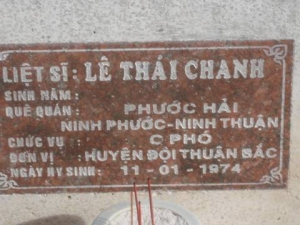 LIỆT SĨ: LÊ THÁI CHANH
SINH NĂM :
QUÊ QUÁN : PHƯỚC HẢI
NINH PHƯỚC-NINH THUẬN
CHỨC VỤ : C PHÓ
ĐƠN VỊ : HUYỆN ĐỘI THUẬN BẮC
NGÀY HY SINH: 11-01-1974